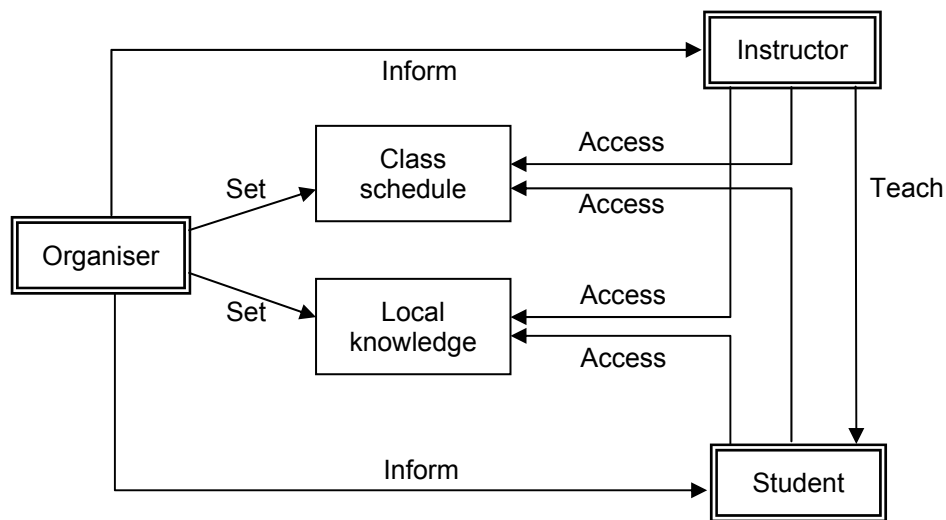 Instructor
Inform
Class
schedule
Access
Set
Access
Teach
Organiser
Local
knowledge
Access
Set
Access
Inform
Student